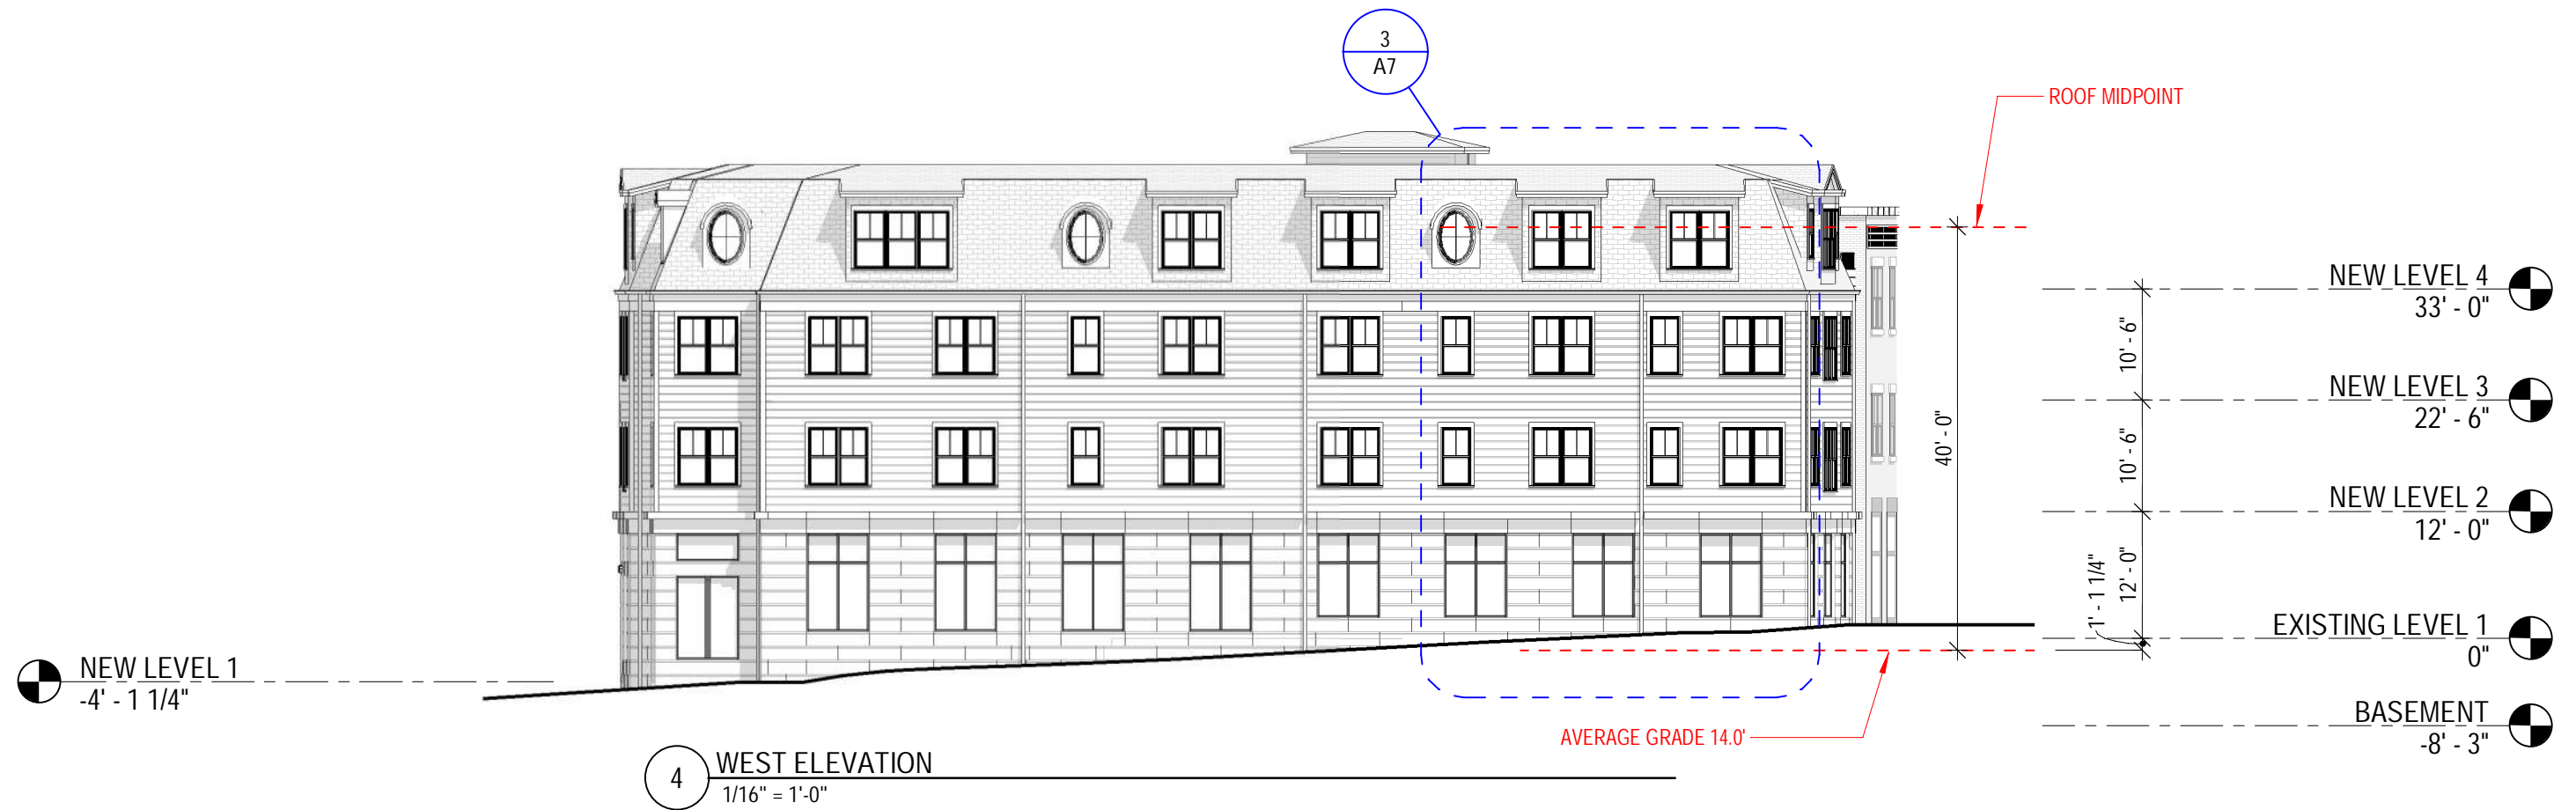 3
A7
ROOF MIDPOINT
NEW LEVEL 4
33' - 0"
10' - 6"
NEW LEVEL 3
22' - 6"
40' - 0"
10' - 6"
NEW LEVEL 2
12' - 0"
1' - 1 1/4"
12' - 0"
EXISTING LEVEL 1
0"
NEW LEVEL 1
-4' - 1 1/4"
BASEMENT
-8' - 3"
AVERAGE GRADE 14.0'
4
WEST ELEVATION
1/16" = 1'-0"